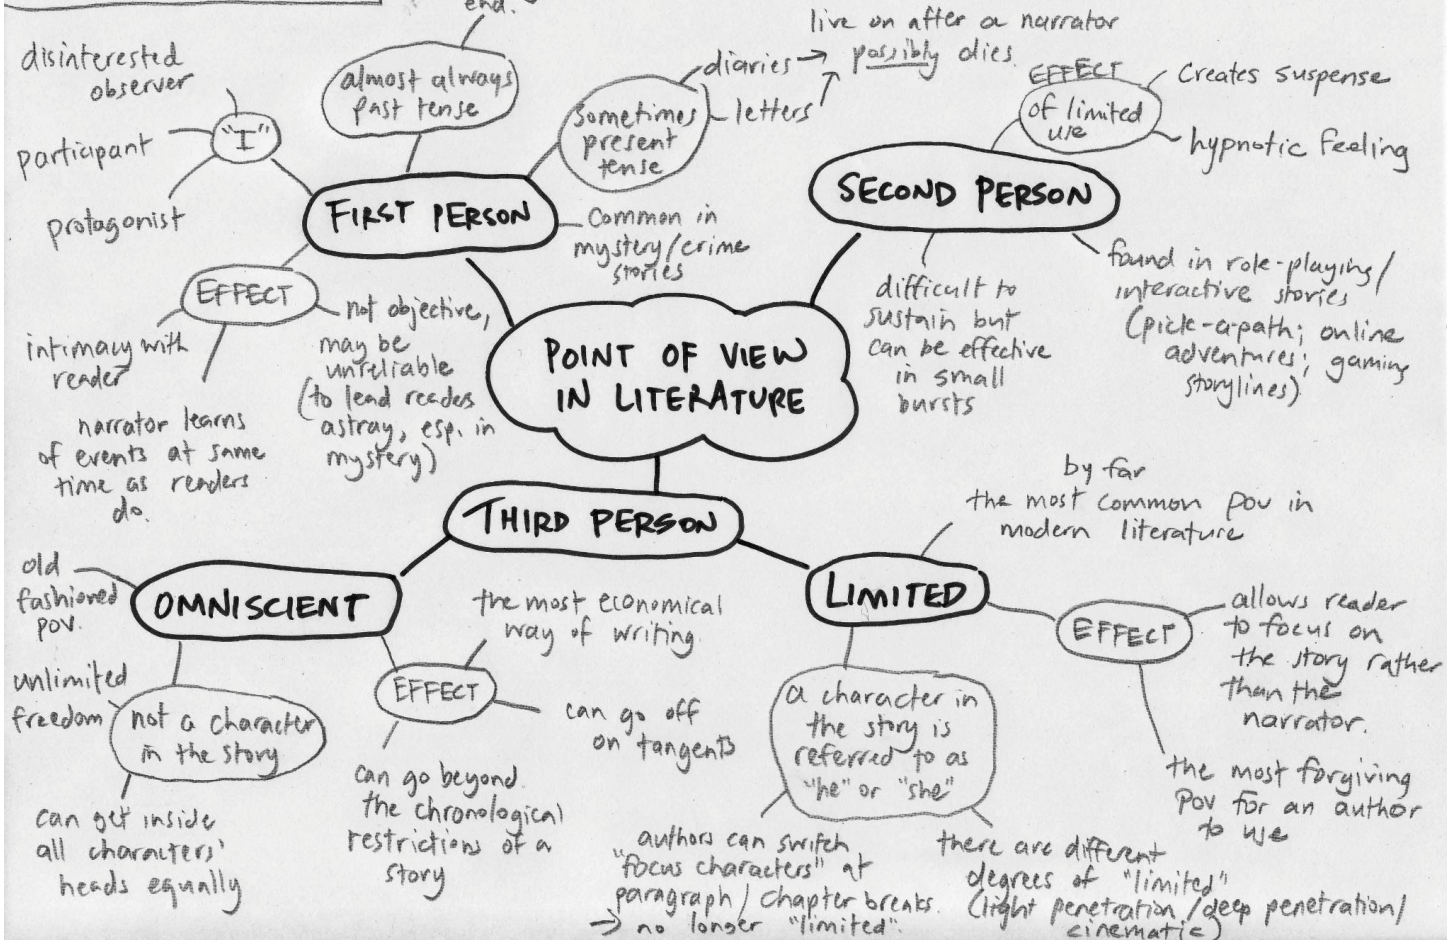 end.
live on after a narrator
possibly dies.
disinterested
observer
participant
protagonist
"I"
almost always
past tense
sometimes
present
tense
diaries →
letters
FIRST PERSON
Common in
mystery/crime
stories
EFFECT
intimacy with
reader
narrator learns
of events at same
time as readers
do.
not objective,
may be
unreliable
(to lead readers
astray, esp. in
mystery)
EFFECT
of limited
use
Creates suspense
hypnotic feeling
SECOND PERSON
difficult to
sustain but
can be effective
in small
bursts
found in role-playing/
interactive stories
(pick-a-path; online
adventures; gaming
storylines)
POINT OF VIEW
IN LITERATURE
THIRD PERSON
OMNISCIENT
old
fashioned
pov.
unlimited
freedom
not a character
in the story
can get inside
all characters'
heads equally
EFFECT
the most economical
way of writing.
can go off
on tangents
can go beyond
the chronological
restrictions of a
story
LIMITED
by far
the most common pov in
modern literature
EFFECT
allows reader
to focus on
the story rather
than the
narrator.
the most forgiving
pov for an author
to use
a character in
the story is
referred to as
"he" or "she"
authors can switch
"focus characters" at
paragraph/chapter breaks.
→ no longer "limited".
there are different
degrees of "limited"
(light penetration/deep penetration/
cinematic)